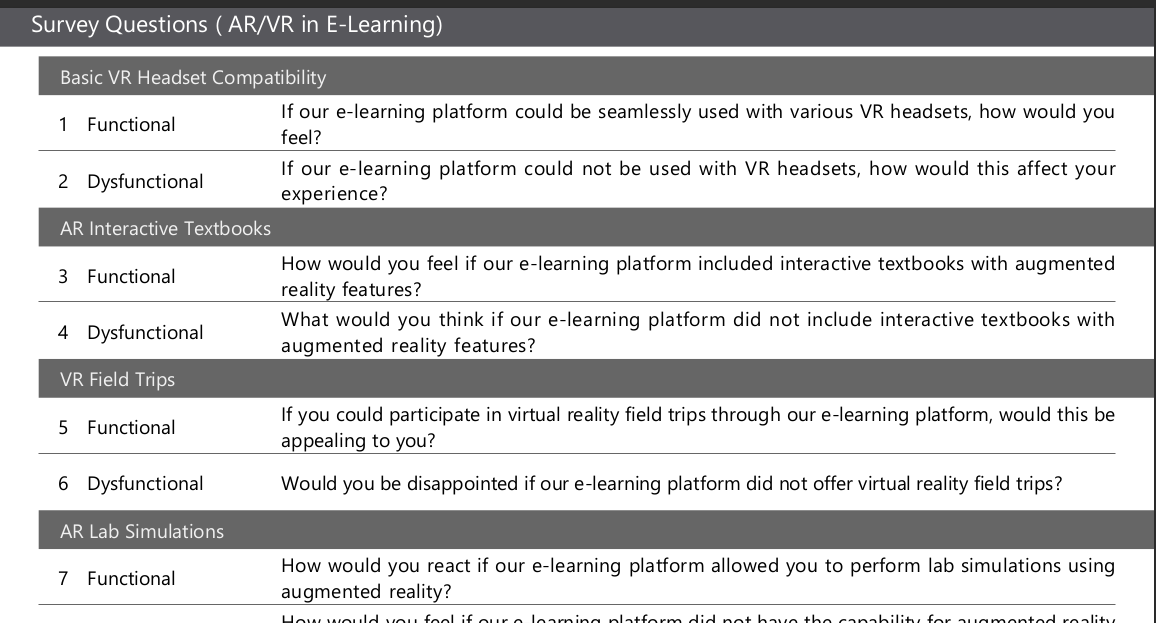 Survey Questions ( AR/VR in E-Learning)
Basic VR Headset Compatibility
1 Functional If our e-learning platform could be seamlessly used with various VR headsets, how would you
feel?
2 Dysfunctional If our e-learning platform could not be used with VR headsets, how would this affect your
experience?
AR Interactive Textbooks
3 Functional How would you feel if our e-learning platform included interactive textbooks with augmented
reality features?
4 Dysfunctional What would you think if our e-learning platform did not include interactive textbooks with
augmented reality features?
VR Field Trips
5 Functional If you could participate in virtual reality field trips through our e-learning platform, would this be
appealing to you?
6 Dysfunctional Would you be disappointed if our e-learning platform did not offer virtual reality field trips?
AR Lab Simulations
7 Functional How would you react if our e-learning platform allowed you to perform lab simulations using
augmented reality?
How would you feel if our e-learning platform did not have the capability for augmented reality